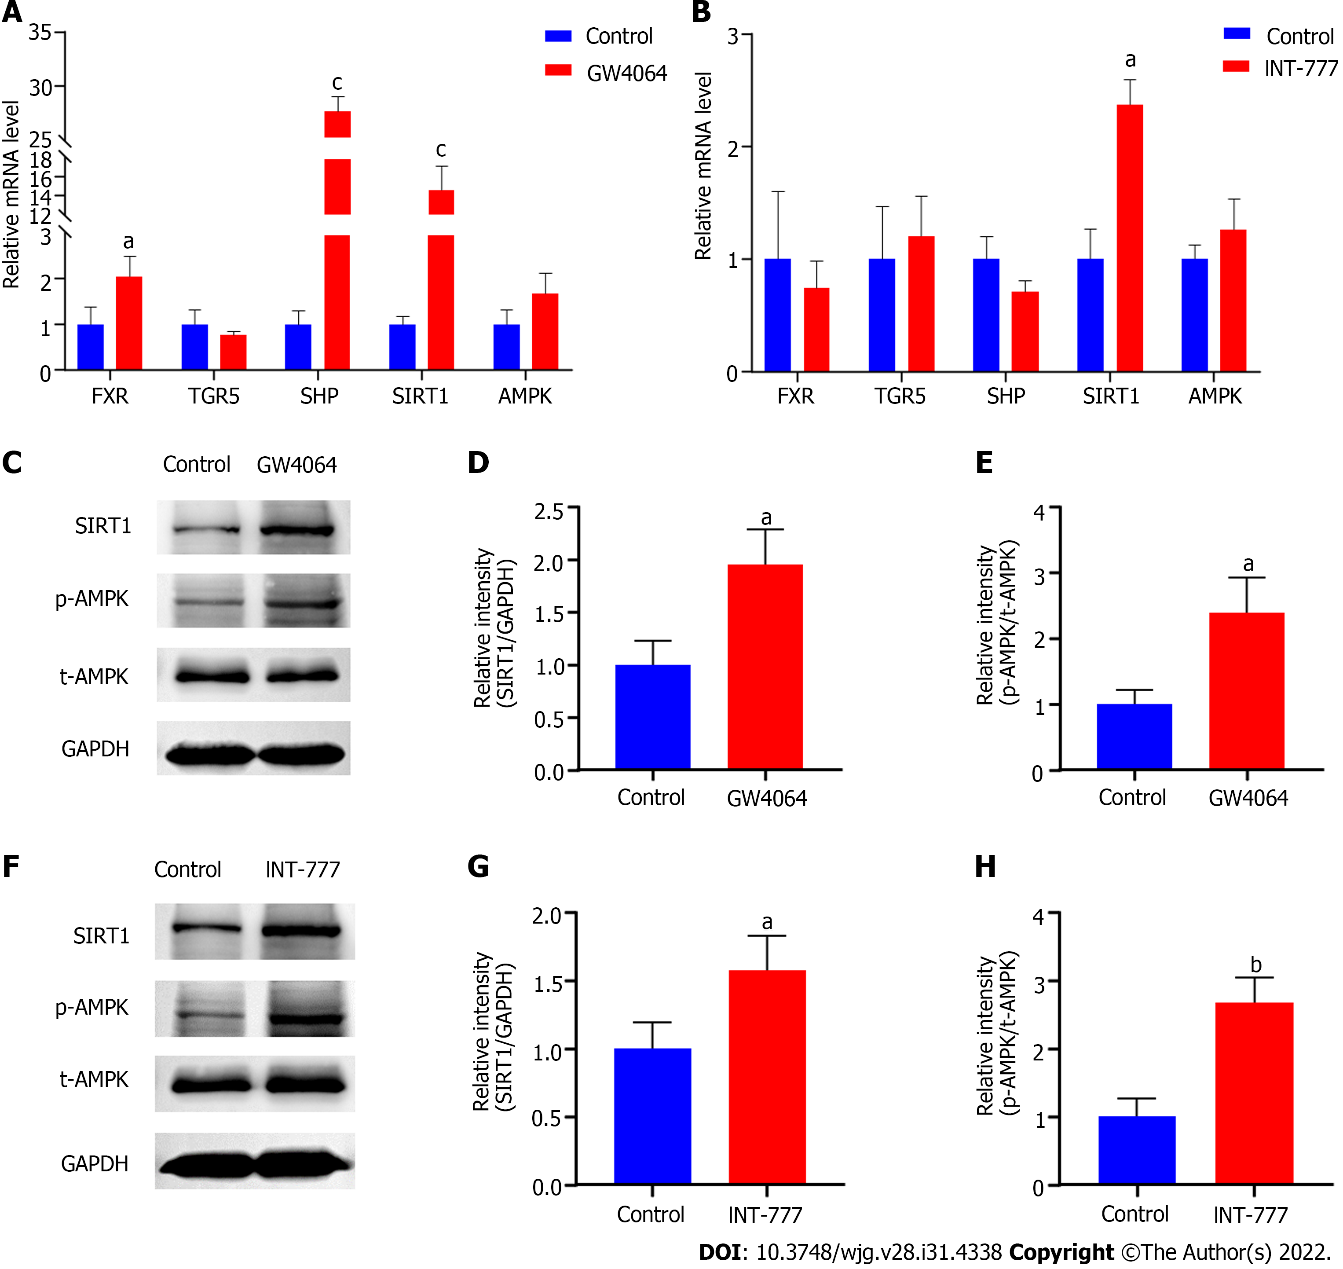 A
Relative mRNA level
35
30
25
18
16
14
12
3
2
1
0
c
c
a
Control
GW4064
FXR
TGR5
SHP
SIRT1
AMPK
B
Relative mRNA level
3
2
1
0
a
Control
INT-777
FXR
TGR5
SHP
SIRT1
AMPK
C
Control
GW4064
SIRT1
p-AMPK
t-AMPK
GAPDH
D
Relative intensity
(SIRT1/GAPDH)
2.5
2.0
1.5
1.0
0.5
0.0
a
Control
GW4064
E
Relative intensity
(p-AMPK/t-AMPK)
4
3
2
1
0
a
Control
GW4064
F
Control
INT-777
SIRT1
p-AMPK
t-AMPK
GAPDH
G
Relative intensity
(SIRT1/GAPDH)
2.0
1.5
1.0
0.5
0.0
a
Control
INT-777
H
Relative intensity
(p-AMPK/t-AMPK)
4
3
2
1
0
b
Control
INT-777
DOI: 10.3748/wjg.v28.i31.4338 Copyright ©The Author(s) 2022.